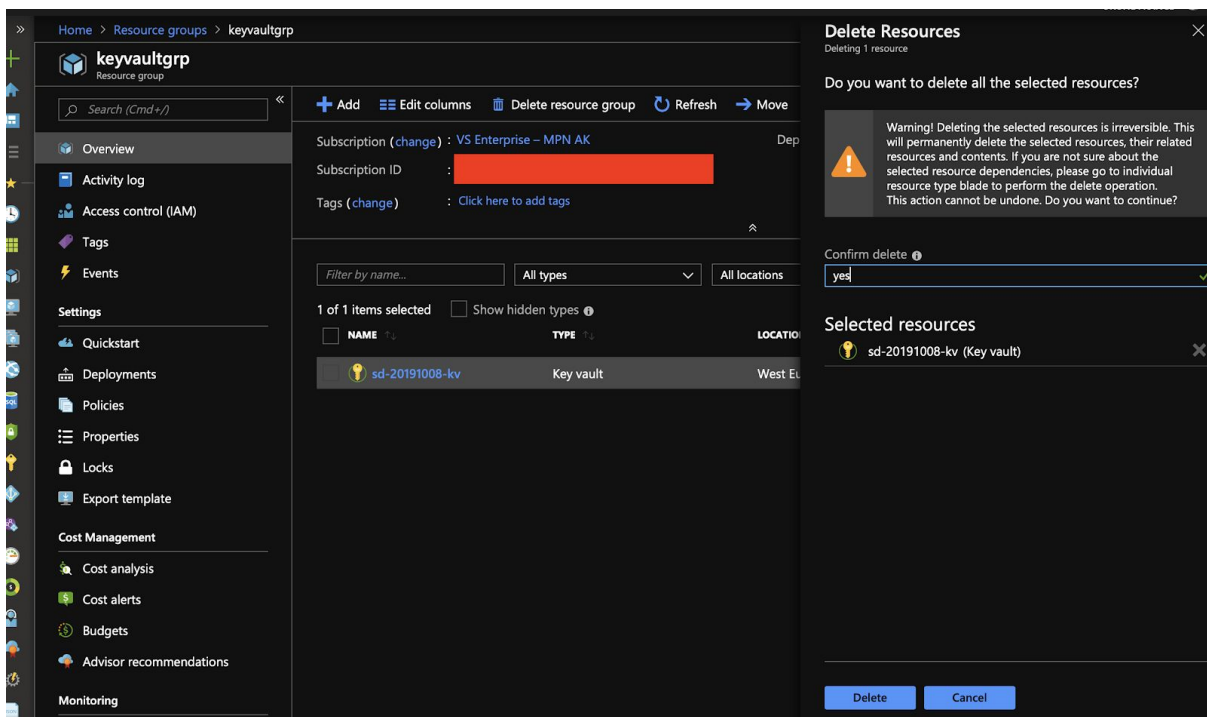 Home > Resource groups > keyvaultgrp
keyvaultgrp
Resource group
Search (Cmd+/)
Overview
Activity log
Access control (IAM)
Tags
Events
Settings
Quickstart
Deployments
Policies
Properties
Locks
Export template
Cost Management
Cost analysis
Cost alerts
Budgets
Advisor recommendations
Monitoring
Add Edit columns Delete resource group Refresh Move
Subscription (change) : VS Enterprise – MPN AK Dep
Subscription ID :
Tags (change) : Click here to add tags
Filter by name... All types All locations
1 of 1 items selected Show hidden types
NAME TYPE LOCATIO
sd-20191008-kv Key vault West Eu
Delete Resources
Deleting 1 resource
Do you want to delete all the selected resources?
Warning! Deleting the selected resources is irreversible. This
will permanently delete the selected resources, their related
resources and contents. If you are not sure about the
selected resource dependencies, please go to individual
resource type blade to perform the delete operation.
This action cannot be undone. Do you want to continue?
Confirm delete
yes
Selected resources
sd-20191008-kv (Key vault)
Delete Cancel